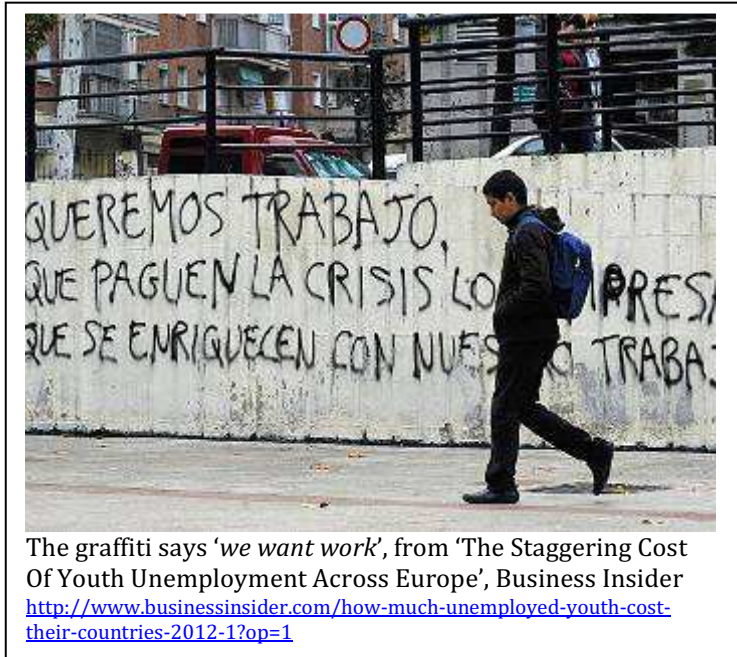 QUEREMOS TRABAJO,
QUE PAGUEN LA CRISIS
QUE SE ENRIQUECEN CON
The graffiti says ‘we want work’, from ‘The Staggering Cost
Of Youth Unemployment Across Europe’, Business Insider
http://www.businessinsider.com/how-much-unemployed-youth-cost-
their-countries-2012-1?op=1